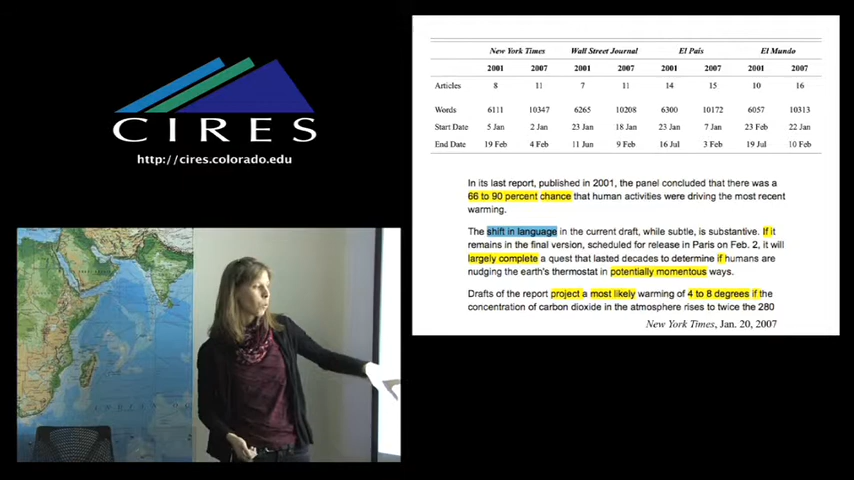 CIRES
http://cires.colorado.edu
New York Times Wall Street Journal El Pais El Mundo
2001 2007 2001 2007 2001 2007 2001 2007
Articles 8 11 7 11 14 15 10 16
Words 6111 10347 6265 10208 6300 10172 6057 10313
Start Date 5 Jan 2 Jan 23 Jan 18 Jan 23 Jan 7 Jan 23 Feb 22 Jan
End Date 19 Feb 4 Feb 11 Jun 9 Feb 16 Jul 3 Feb 19 Jul 10 Feb
In its last report, published in 2001, the panel concluded that there was a
66 to 90 percent chance that human activities were driving the most recent
warming.
The shift in language in the current draft, while subtle, is substantive. If it
remains in the final version, scheduled for release in Paris on Feb. 2, it will
largely complete a quest that lasted decades to determine if humans are
nudging the earth's thermostat in potentially momentous ways.
Drafts of the report project a most likely warming of 4 to 8 degrees if the
concentration of carbon dioxide in the atmosphere rises to twice the 280
New York Times, Jan. 20, 2007